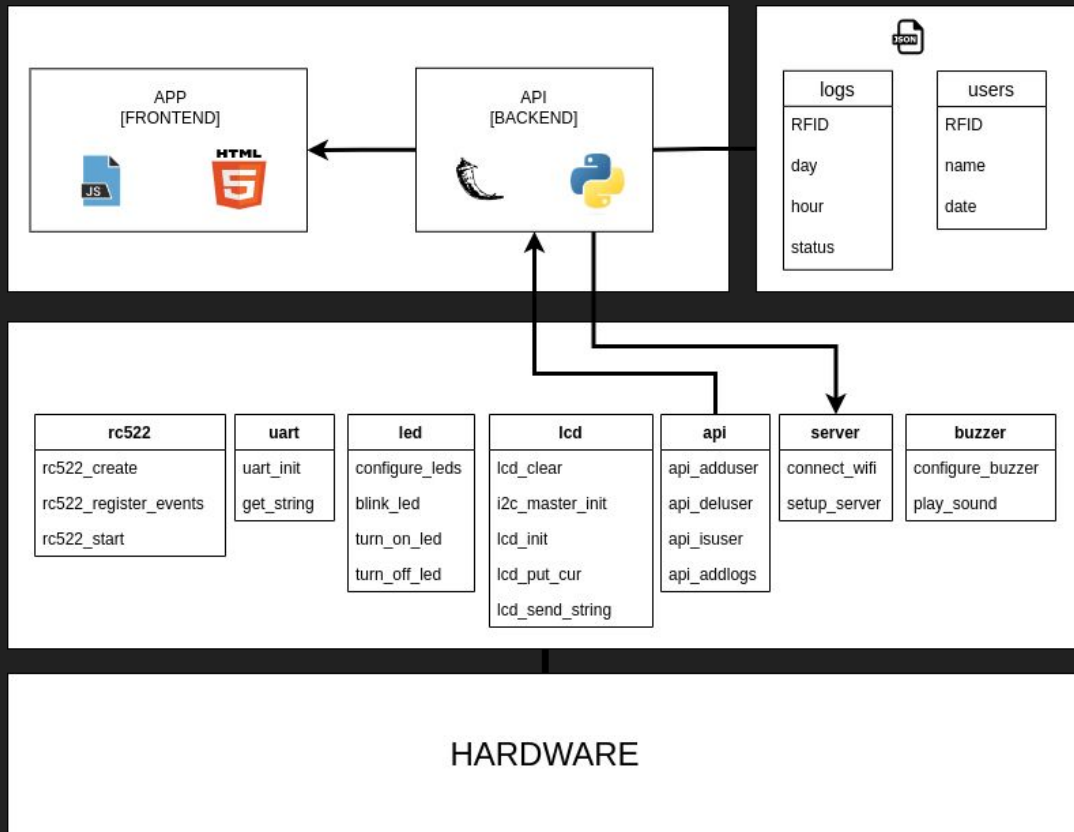 APP
[FRONTEND]
JS
HTML
5
API
[BACKEND]
JSON
logs
RFID
day
hour
status
users
RFID
name
date
rc522
rc522_create
rc522_register_events
rc522_start
uart
uart_init
get_string
led
configure_leds
blink_led
turn_on_led
turn_off_led
lcd
lcd_clear
i2c_master_init
lcd_init
lcd_put_cur
lcd_send_string
api
api_adduser
api_deluser
api_isuser
api_addlogs
server
connect_wifi
setup_server
buzzer
configure_buzzer
play_sound
HARDWARE